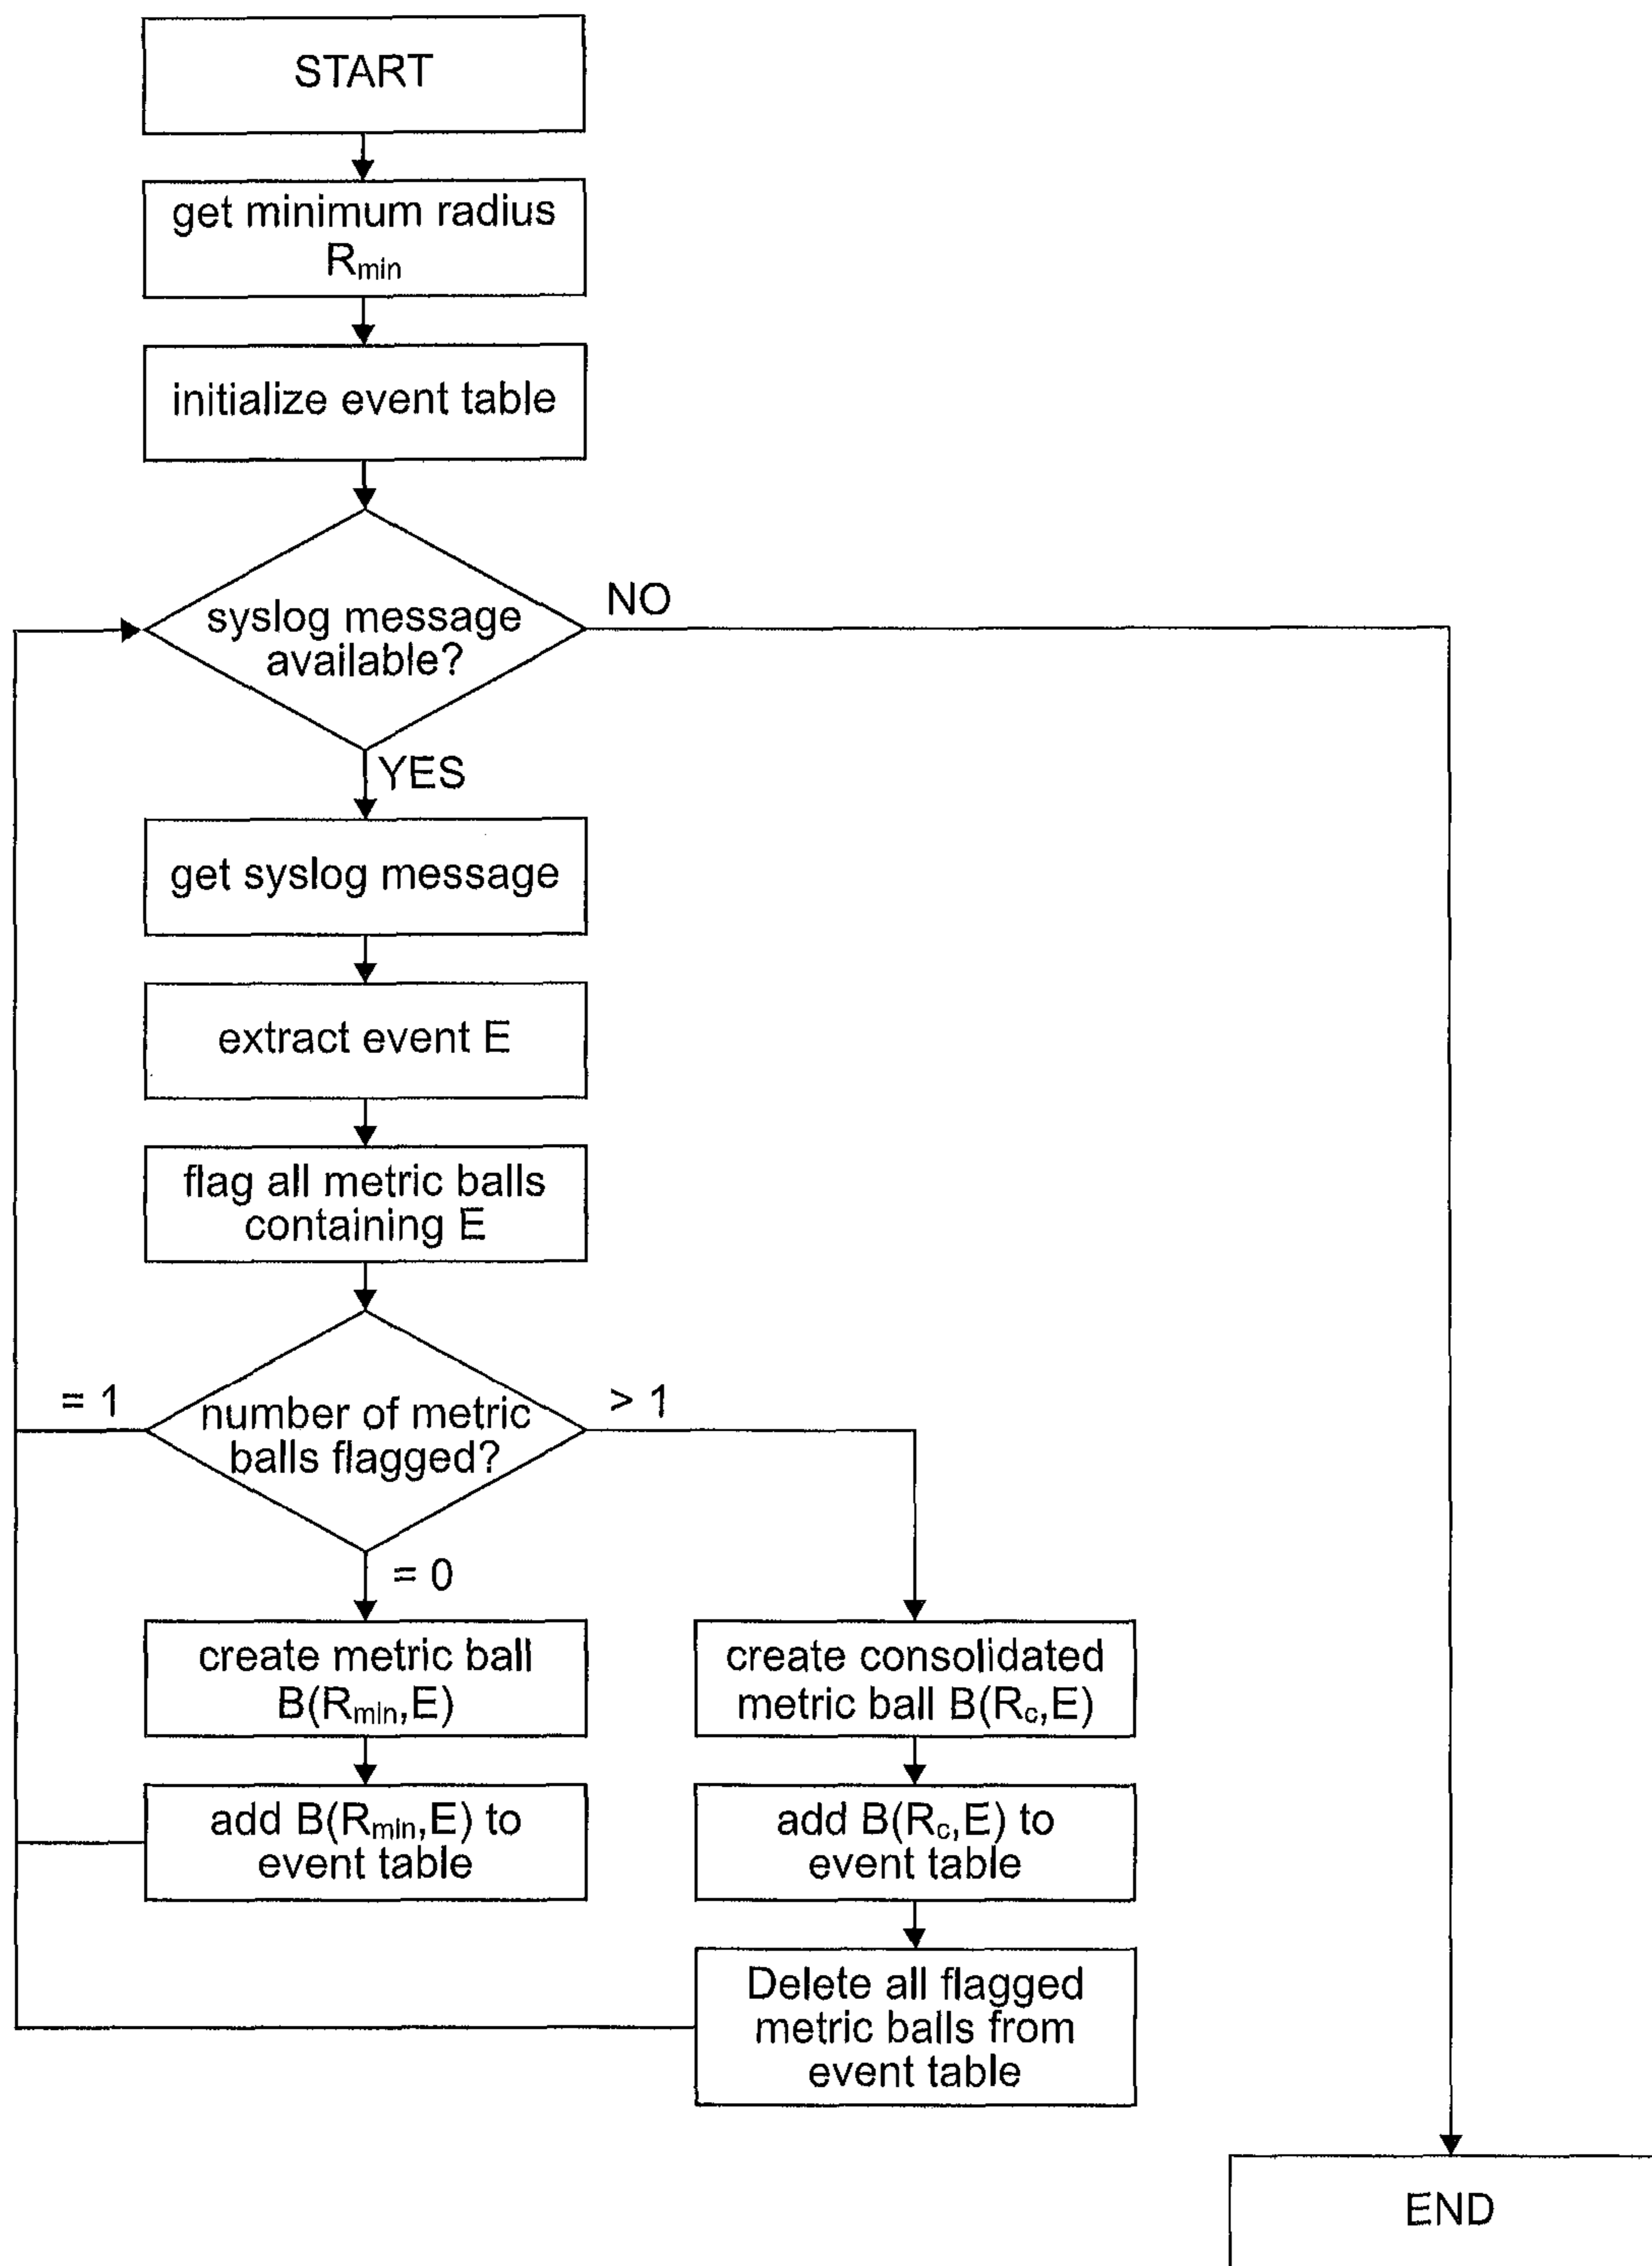 START
get minimum radius
Rmin
initialize event table
syslog message
available?
NO
YES
get syslog message
extract event E
flag all metric balls
containing E
= 1
number of metric
balls flagged?
> 1
= 0
create metric ball
B(Rmin,E)
create consolidated
metric ball B(Rc,E)
add B(Rmin,E) to
event table
add B(Rc,E) to
event table
Delete all flagged
metric balls from
event table
END